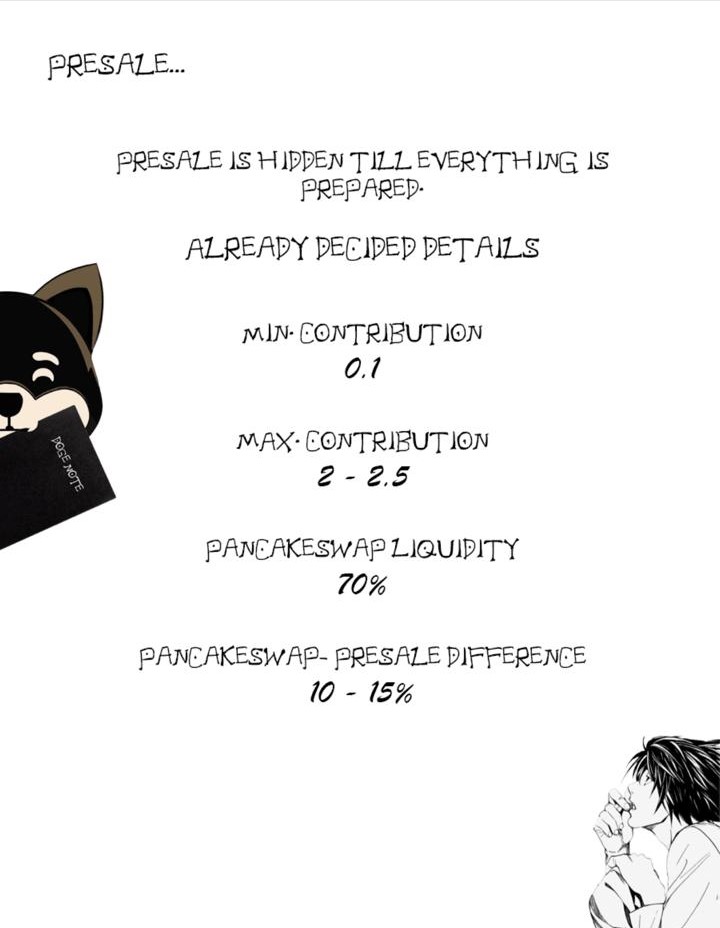 PRESALE...
PRESALE IS HIDDEN TILL EVERYTHING IS
PREPARED.
ALREADY DECIDED DETAILS
MIN. CONTRIBUTION
0.1
MAX. CONTRIBUTION
2 - 2.5
DOGE NOTE
PANCAKESWAP LIQUIDITY
70%
PANCAKESWAP- PRESALE DIFFERENCE
10 - 15%